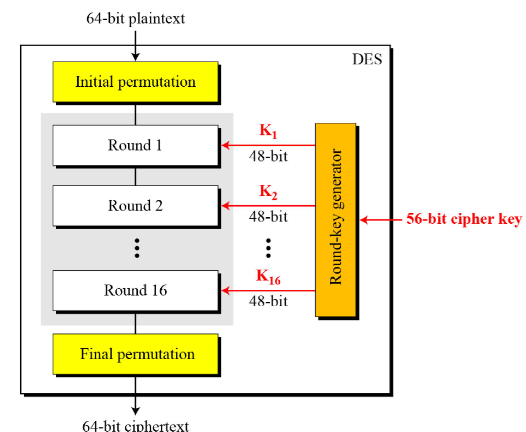 64-bit plaintext
DES
Initial permutation
Round 1
K1
48-bit
Round 2
K2
48-bit
Round-key generator
56-bit cipher key
Round 16
K16
48-bit
Final permutation
64-bit ciphertext